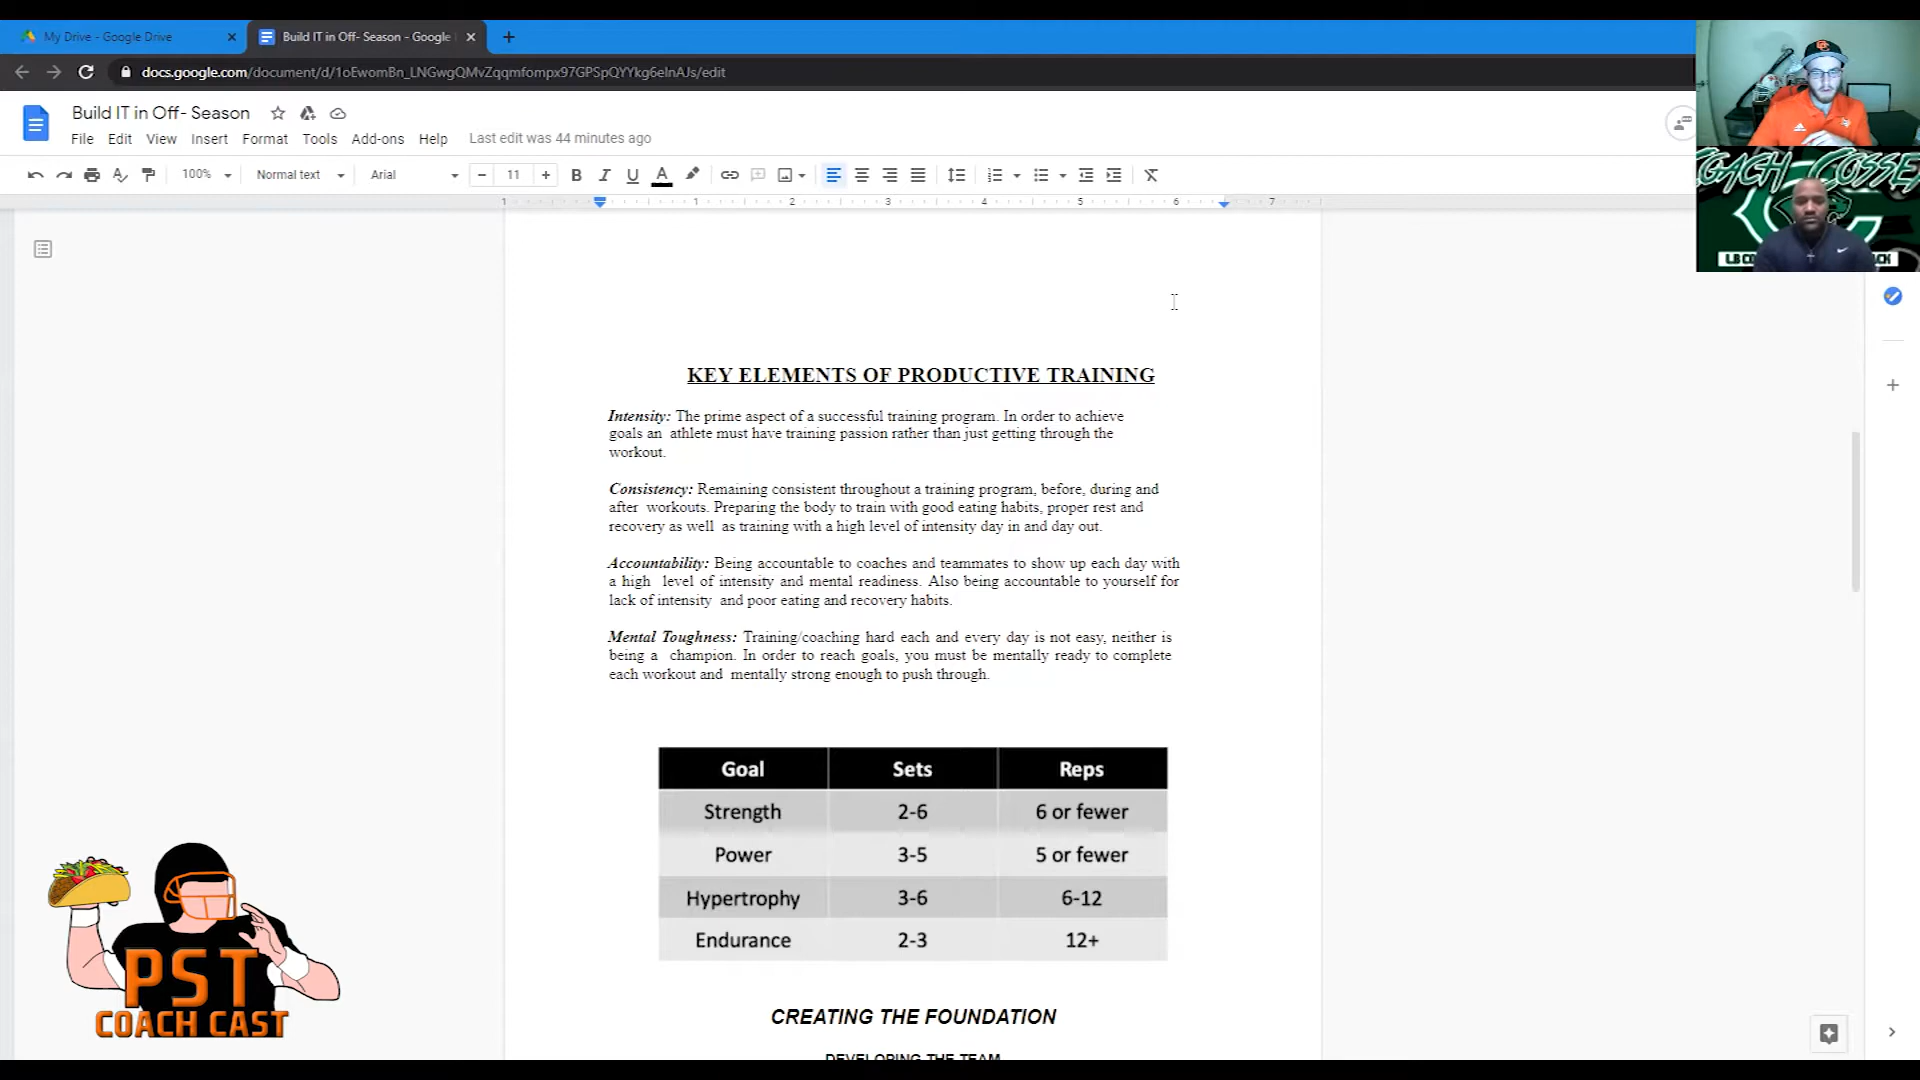 My Drive - Google Drive
Build IT in Off- Season - Google
docs.google.com/document/d/1oEwomBn_LNGwgQMvZqqmfompx97GPSpQYYkg6elnAJs/edit
Build IT in Off- Season
File Edit View Insert Format Tools Add-ons Help Last edit was 44 minutes ago
100% Normal text Arial 11
1 1 2 3 4 5 6 7
KEY ELEMENTS OF PRODUCTIVE TRAINING
Intensity: The prime aspect of a successful training program. In order to achieve
goals an athlete must have training passion rather than just getting through the
workout.
Consistency: Remaining consistent throughout a training program, before, during and
after workouts. Preparing the body to train with good eating habits, proper rest and
recovery as well as training with a high level of intensity day in and day out.
Accountability: Being accountable to coaches and teammates to show up each day with
a high level of intensity and mental readiness. Also being accountable to yourself for
lack of intensity and poor eating and recovery habits.
Mental Toughness: Training/coaching hard each and every day is not easy, neither is
being a champion. In order to reach goals, you must be mentally ready to complete
each workout and mentally strong enough to push through.
Goal Sets Reps
Strength 2-6 6 or fewer
Power 3-5 5 or fewer
Hypertrophy 3-6 6-12
Endurance 2-3 12+
CREATING THE FOUNDATION
DEVELOPING THE TEAM
PST
COACH CAST